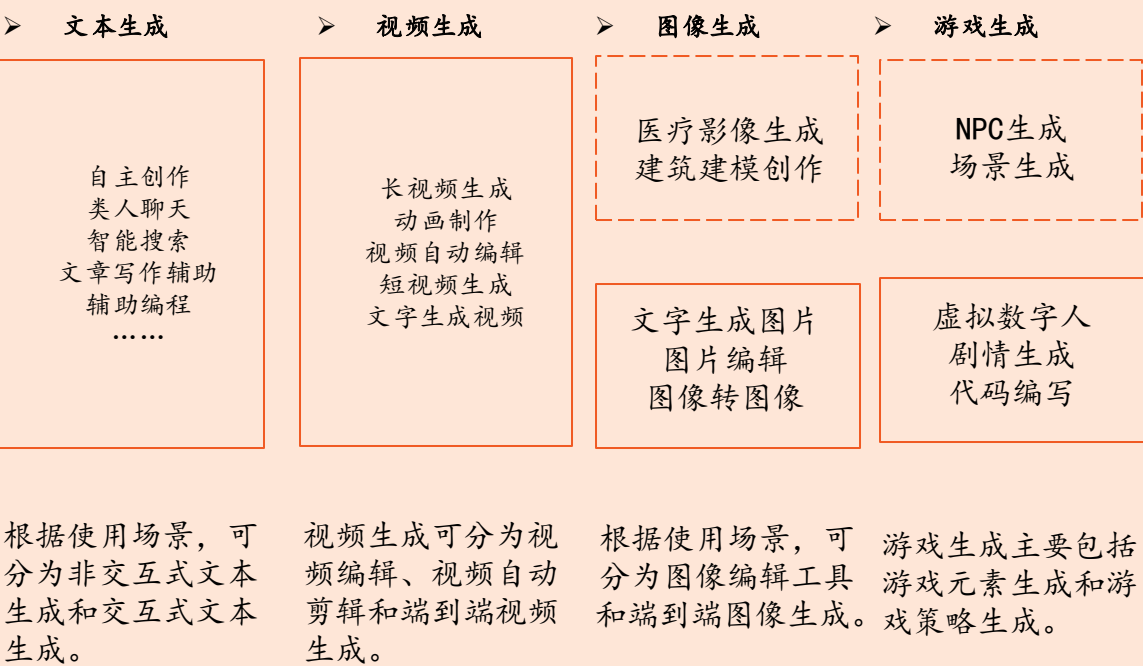 ➢ 文本生成
自主创作
类人聊天
智能搜索
文章写作辅助
辅助编程
……
根据使用场景，可
分为非交互式文本
生成和交互式文本
生成。
➢ 视频生成
长视频生成
动画制作
视频自动编辑
短视频生成
文字生成视频
视频生成可分为视
频编辑、视频自动
剪辑和端到端视频
生成。
➢ 图像生成
医疗影像生成
建筑建模创作
文字生成图片
图片编辑
图像转图像
根据使用场景，可
分为图像编辑工具
和端到端图像生成。
➢ 游戏生成
NPC生成
场景生成
虚拟数字人
剧情生成
代码编写
游戏生成主要包括
游戏元素生成和游
戏策略生成。